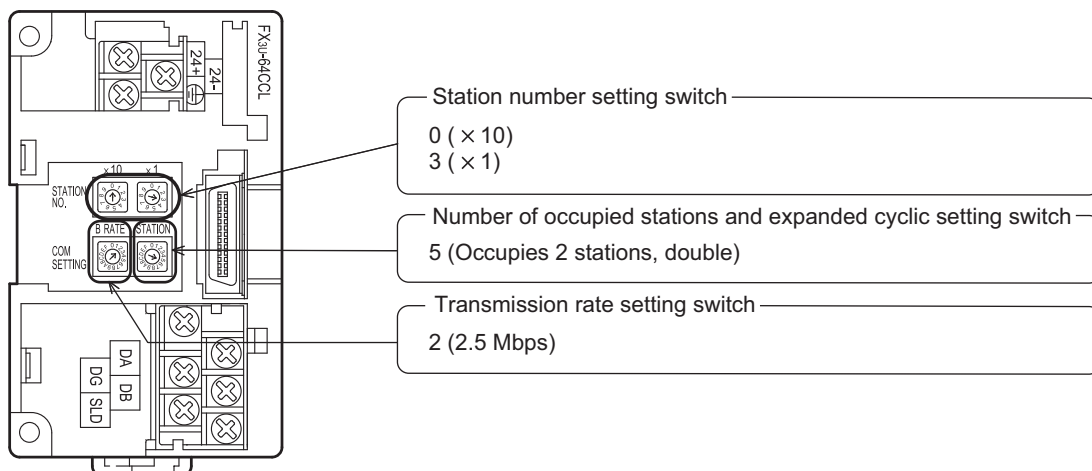 FX3U-64CCL
24+
24-
×10 ×1
STATION
NO.
B RATE STATION
COM
SETTING
DA
DG
DB
SLD
Station number setting switch
0 ( × 10)
3 ( × 1)
Number of occupied stations and expanded cyclic setting switch
5 (Occupies 2 stations, double)
Transmission rate setting switch
2 (2.5 Mbps)